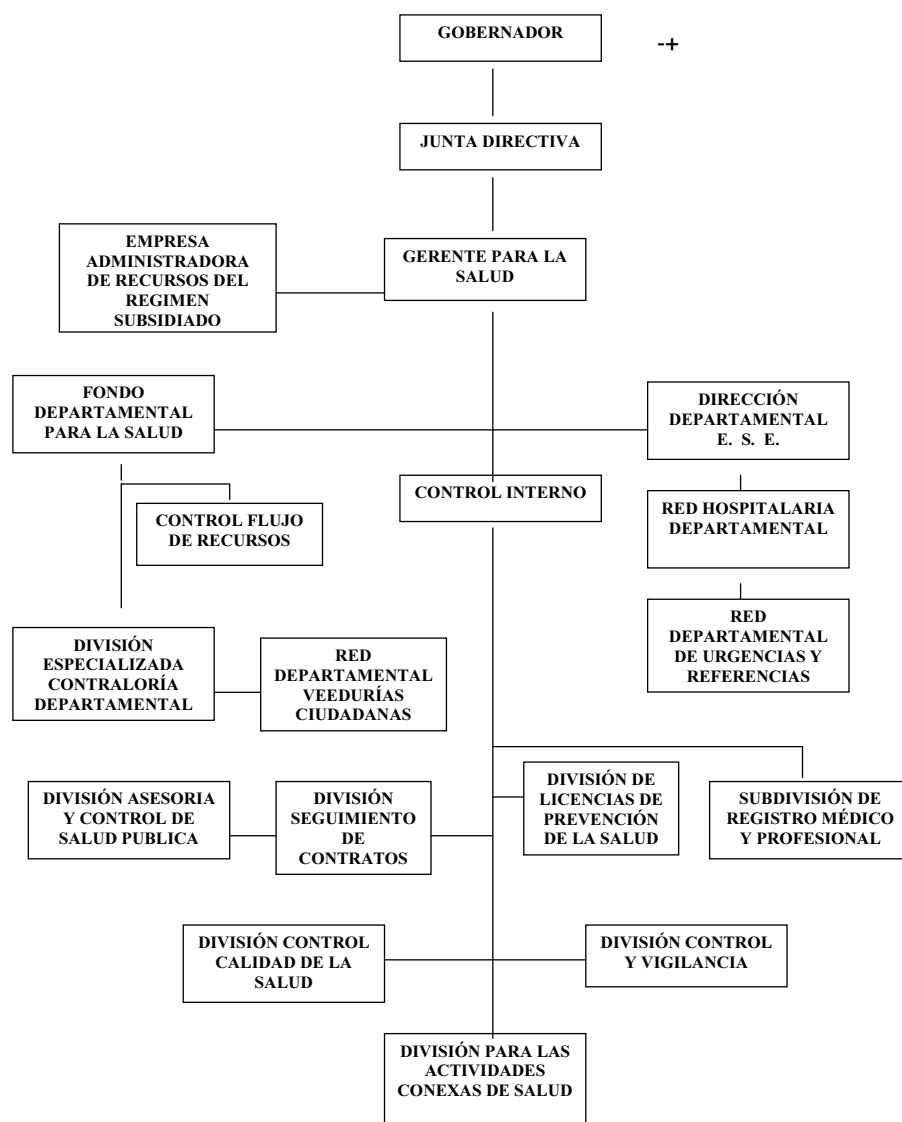 GOBERNADOR
-+
JUNTA DIRECTIVA
EMPRESA
ADMINISTRADORA
DE RECURSOS DEL
REGIMEN
SUBSIDIADO
GERENTE PARA LA
SALUD
FONDO
DEPARTAMENTAL
PARA LA SALUD
DIRECCIÓN
DEPARTAMENTAL
E. S. E.
CONTROL INTERNO
RED HOSPITALARIA
DEPARTAMENTAL
CONTROL FLUJO
DE RECURSOS
RED
DEPARTAMENTAL
DE URGENCIAS Y
REFERENCIAS
DIVISIÓN
ESPECIALIZADA
CONTRALORÍA
DEPARTAMENTAL
RED
DEPARTAMENTAL
VEEDURÍAS
CIUDADANAS
DIVISIÓN ASESORIA
Y CONTROL DE
SALUD PUBLICA
DIVISIÓN
SEGUIMIENTO
DE
CONTRATOS
DIVISIÓN DE
LICENCIAS DE
PREVENCIÓN
DE LA SALUD
SUBDIVISIÓN DE
REGISTRO MÉDICO
Y PROFESIONAL
DIVISIÓN CONTROL
CALIDAD DE LA
SALUD
DIVISIÓN CONTROL
Y VIGILANCIA
DIVISIÓN PARA LAS
ACTIVIDADES
CONEXAS DE SALUD